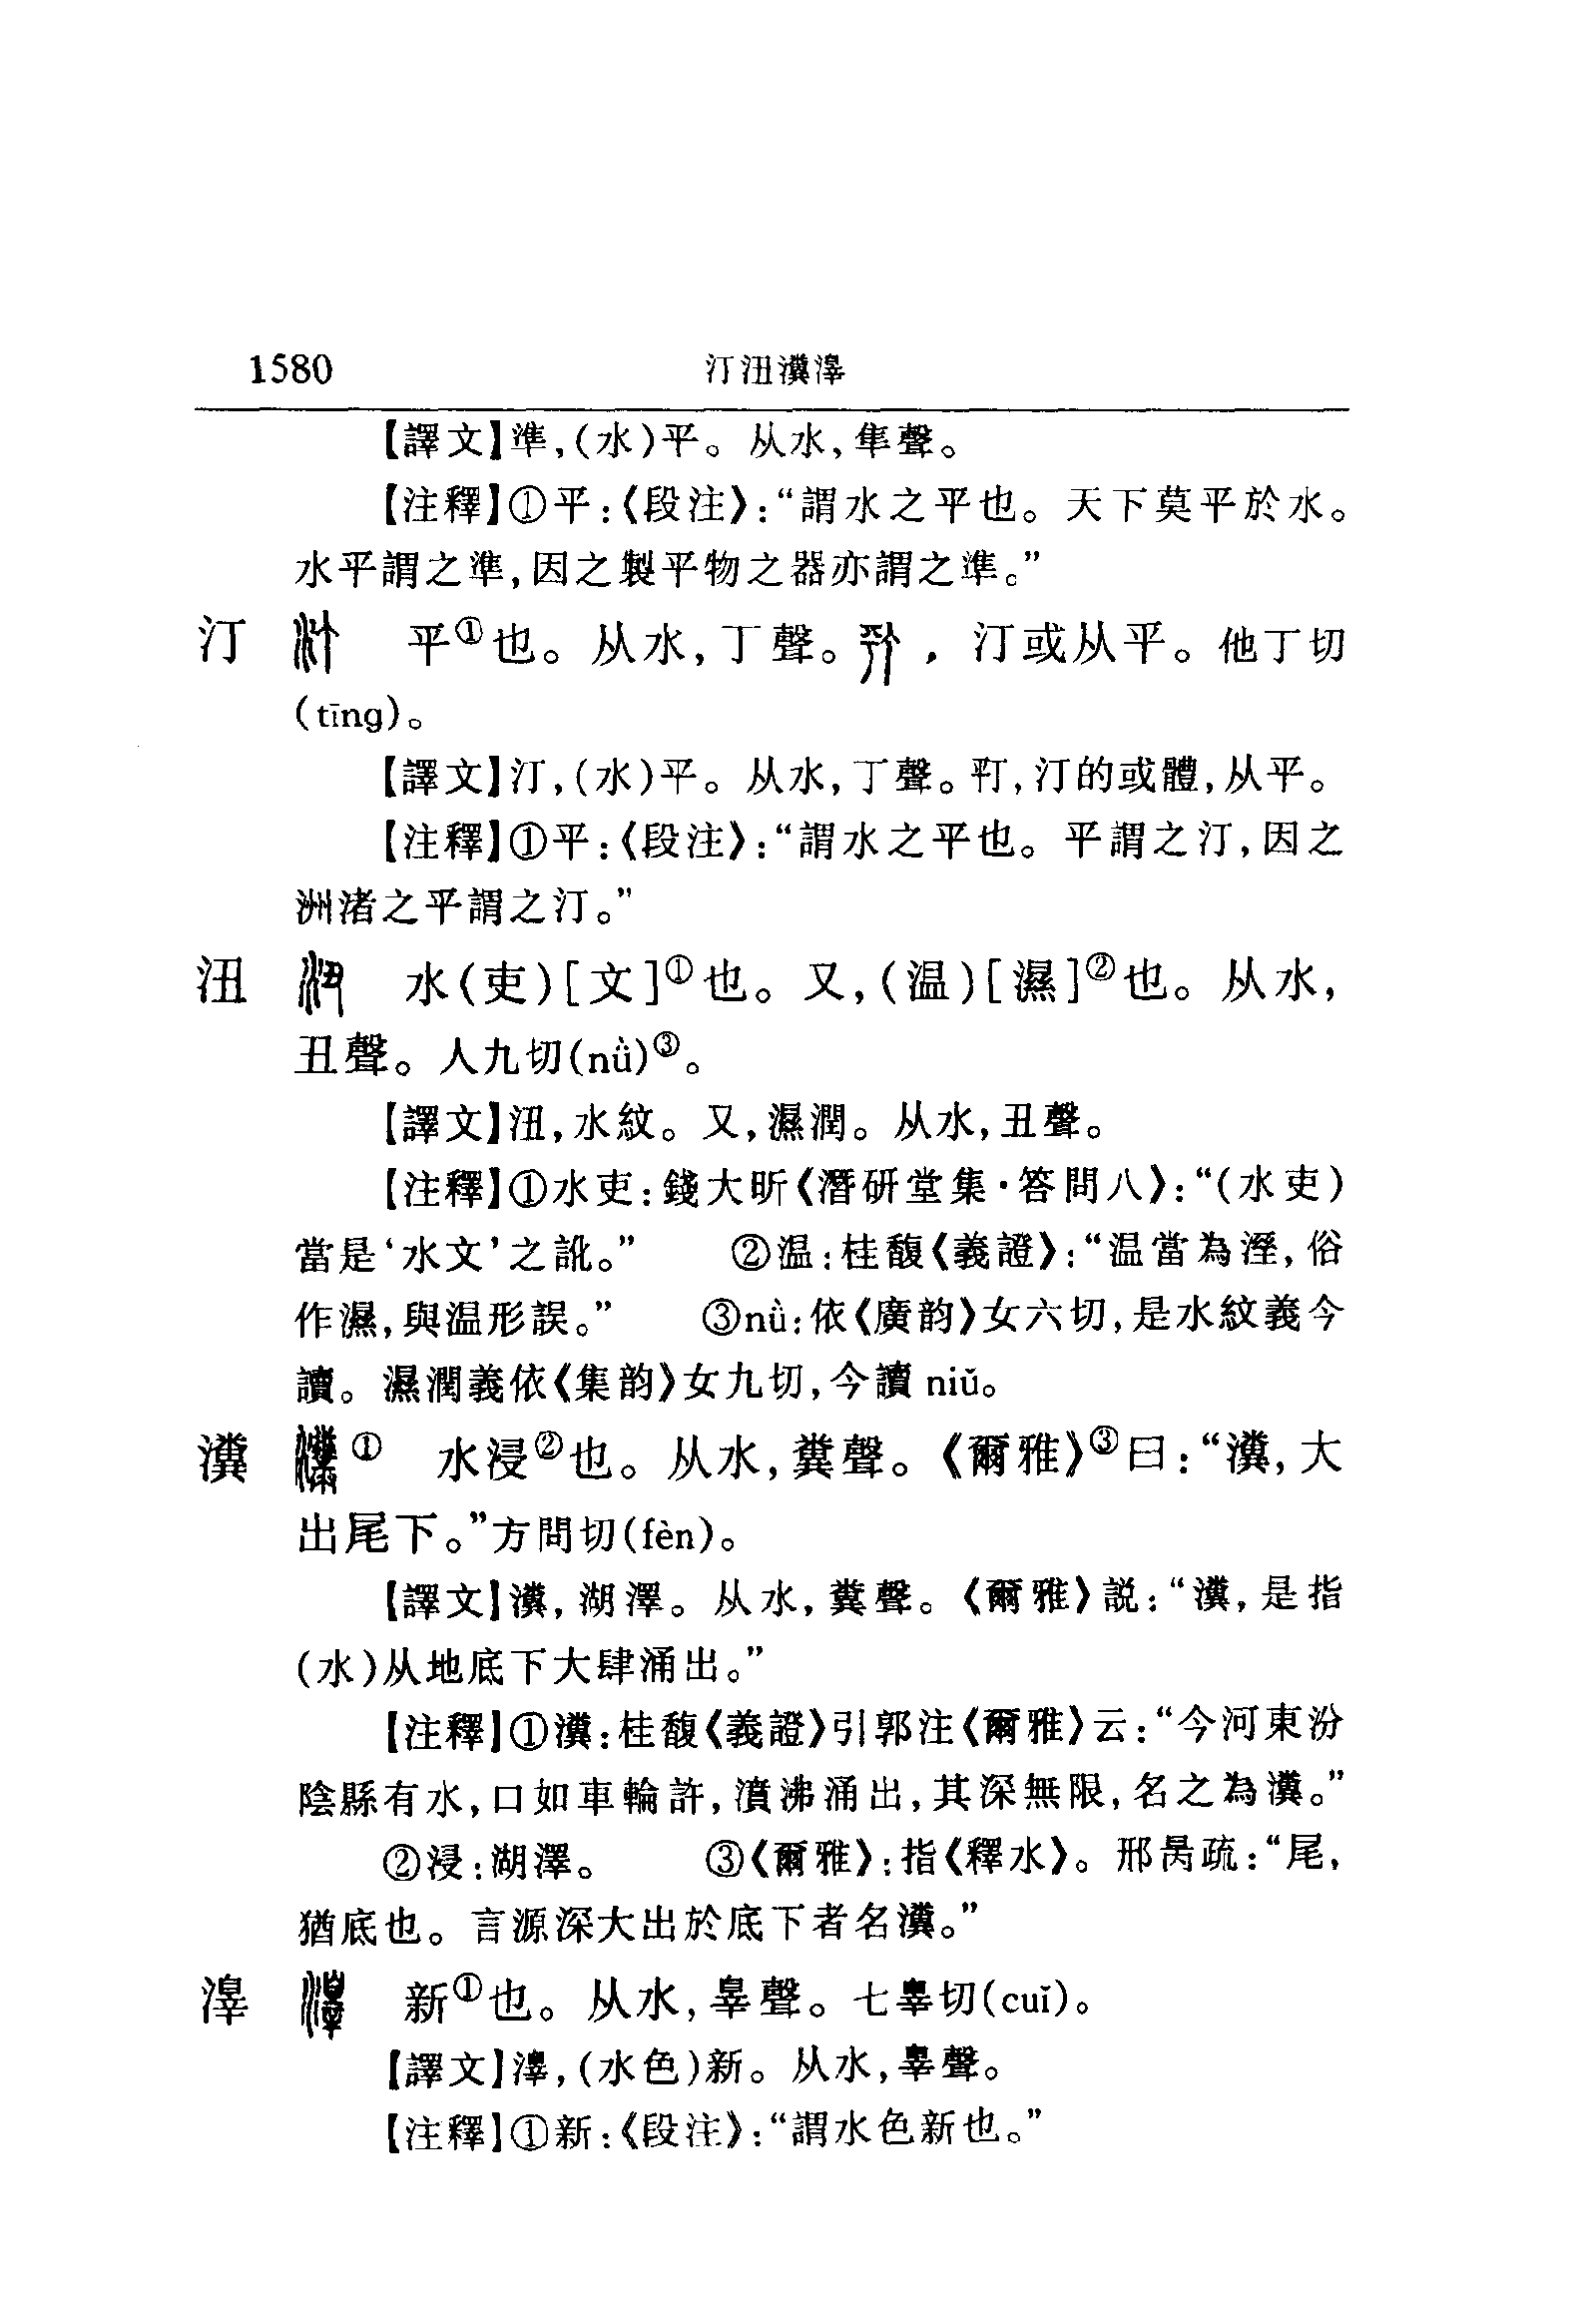 1580 汀沑瀵漼
【譯文】準,(水)平。从水,隼聲。
【注釋】①平:《段注》:“謂水之平也。天下莫平於水。
水平謂之準,因之製平物之器亦謂之準。”
汀 平①也。从水,丁聲。,汀或从平。他丁切
(tīng)。
【譯文】汀,(水)平。从水,丁聲。䦺,汀的或體,从平。
【注釋】①平:《段注》:“謂水之平也。平謂之汀,因之
洲渚之平謂之汀。”
沑 水(吏)[文]①也。又,(温)[濕]②也。从水,
丑聲。人九切(nǜ)③。
【譯文】沑,水紋。又,濕潤。从水,丑聲。
【注釋】①水吏:錢大昕《潛研堂集·答問八》:“(水吏)
當是‘水文’之訛。” ②温:桂馥《義證》:“温當為溼,俗
作濕,與温形誤。” ③nǜ:依《廣韵》女六切,是水紋義今
讀。濕潤義依《集韵》女九切,今讀 niǔ。
瀵 ① 水浸②也。从水,糞聲。《爾雅》③曰:“瀵,大
出尾下。”方問切(fèn)。
【譯文】瀵,湖澤。从水,糞聲。《爾雅》説:“瀵,是指
(水)从地底下大肆涌出。”
【注釋】①瀵:桂馥《義證》引郭注《爾雅》云:“今河東汾
陰縣有水,口如車輪許,濆沸涌出,其深無限,名之為瀵。”
②浸:湖澤。 ③《爾雅》:指《釋水》。邢昺疏:“尾,
猶底也。言源深大出於底下者名瀵。”
滜 新①也。从水,辠聲。七辠切(cuǐ)。
【譯文】滜,(水色)新。从水,辠聲。
【注釋】①新:《段注》:“謂水色新也。”